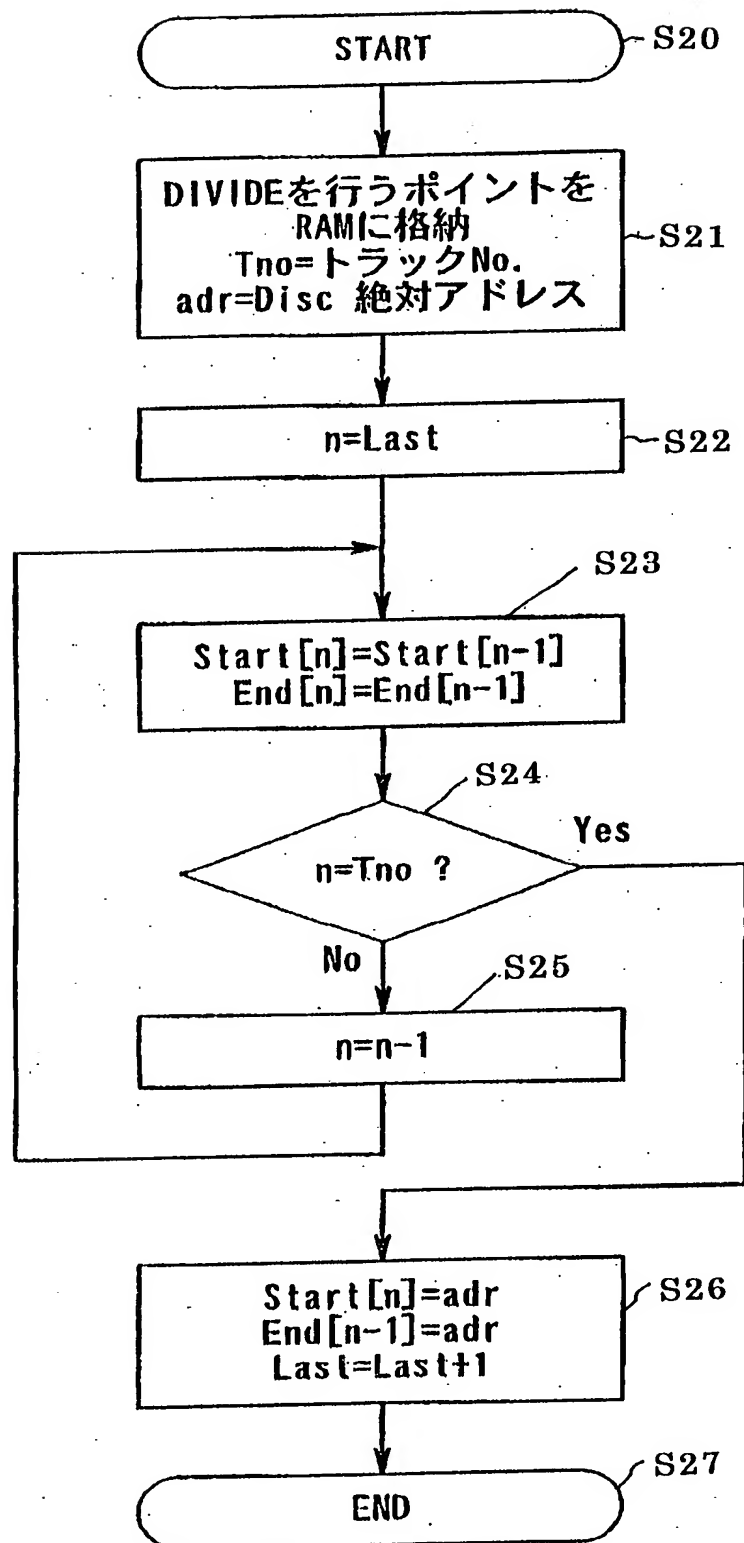 START
S20
DIVIDEを行うポイントを
RAMに格納
Tno=トラックNo.
adr=Disc 絶対アドレス
S21
n=Last
S22
S23
Start[n]=Start[n-1]
End[n]=End[n-1]
S24
Yes
n=Tno ?
No
S25
n=n-1
Start[n]=adr
End[n-1]=adr
Last=Last+1
S26
S27
END